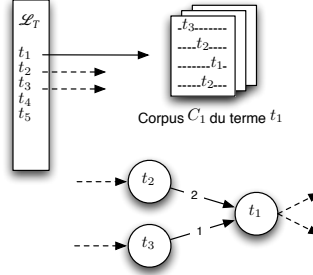 ℒ_T
t₁
t₂
t₃
t₄
t₅
t₃
t₂
t₁
t₂
Corpus C₁ du terme t₁
t₂
2
t₁
1
t₃